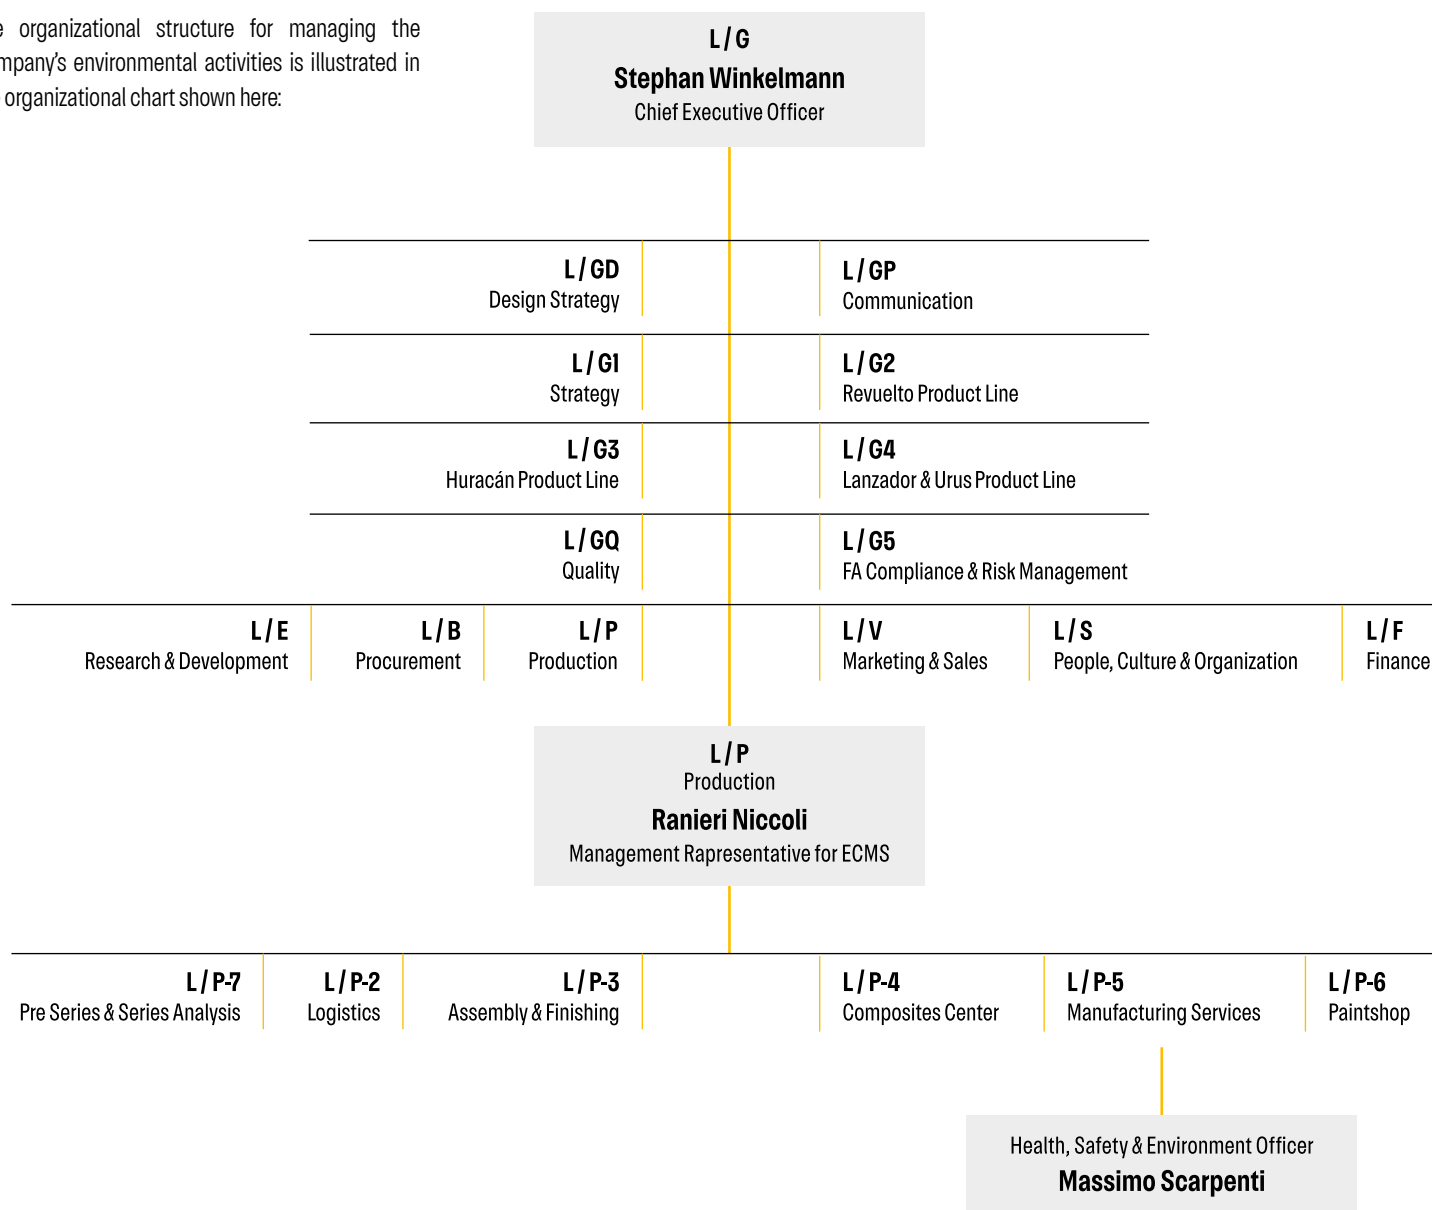 organizational structure for managing the
company's environmental activities is illustrated in
organizational chart shown here:
L / G
Stephan Winkelmann
Chief Executive Officer
L / GD
Design Strategy
L / GP
Communication
L / G1
Strategy
L / G2
Revuelto Product Line
L / G3
Huracán Product Line
L / G4
Lanzador & Urus Product Line
L / GQ
Quality
L / G5
FA Compliance & Risk Management
L / E
Research & Development
L / B
Procurement
L / P
Production
L / V
Marketing & Sales
L / S
People, Culture & Organization
L / F
Finance
L / P
Production
Ranieri Niccoli
Management Rapresentative for ECMS
L / P-7
Pre Series & Series Analysis
L / P-2
Logistics
L / P-3
Assembly & Finishing
L / P-4
Composites Center
L / P-5
Manufacturing Services
L / P-6
Paintshop
Health, Safety & Environment Officer
Massimo Scarpenti